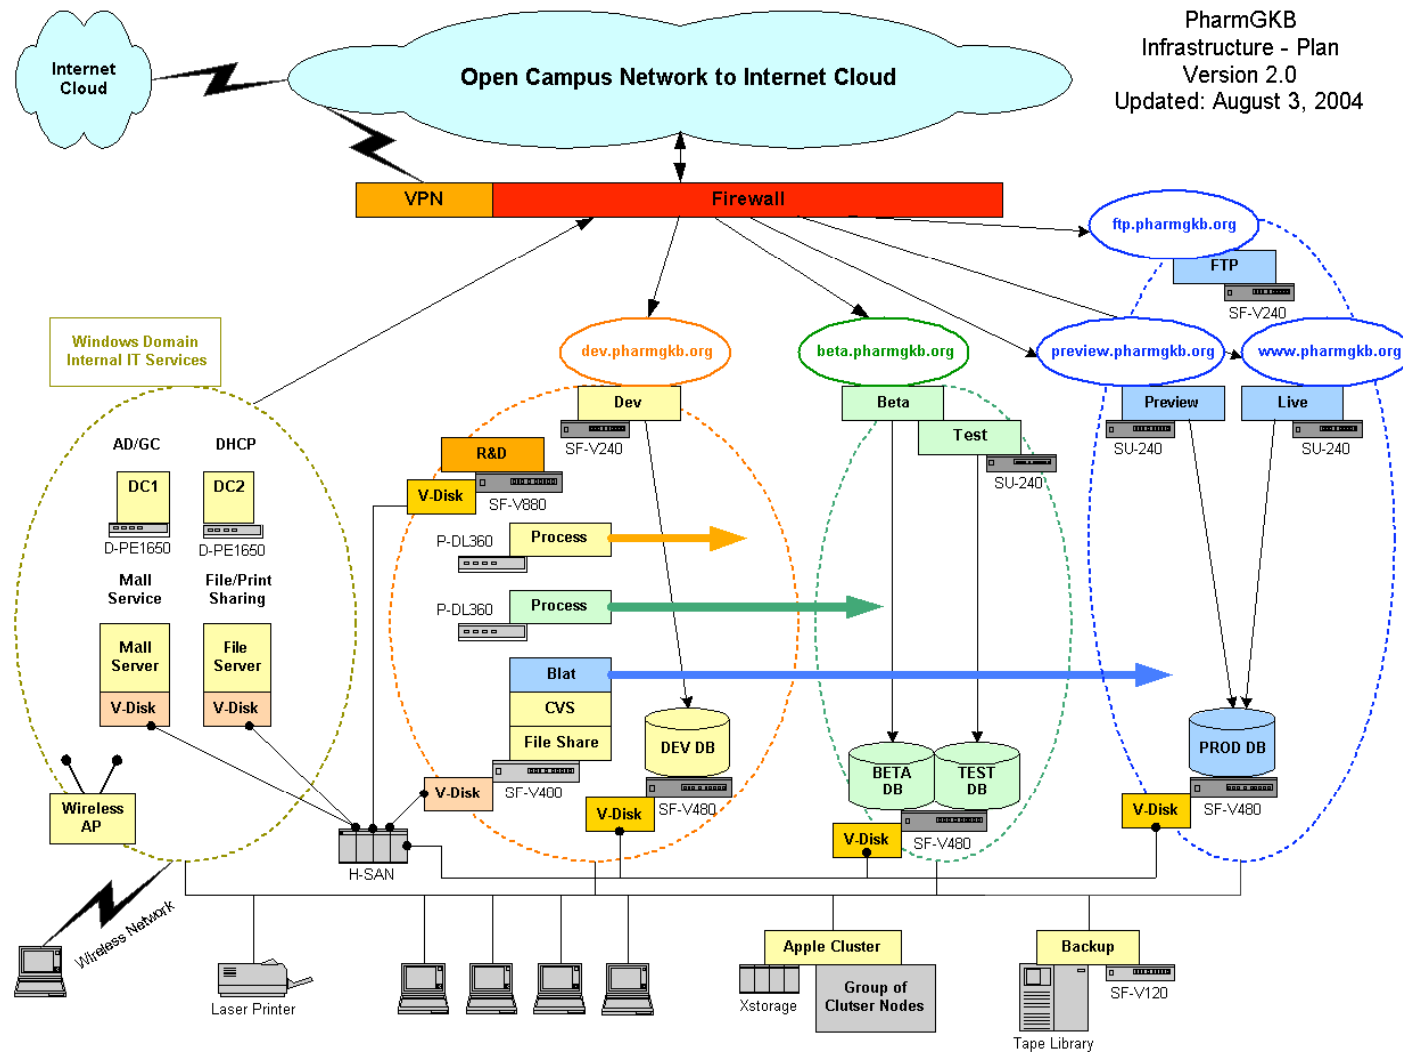 PharmGKB
Infrastructure - Plan
Version 2.0
Updated: August 3, 2004
Internet
Cloud
Open Campus Network to Internet Cloud
VPN
Firewall
ftp.pharmgkb.org
FTP
SF-V240
Windows Domain
Internal IT Services
dev.pharmgkb.org
beta.pharmgkb.org
preview.pharmgkb.org
www.pharmgkb.org
Dev
SF-V240
Beta
Test
SU-240
Preview
SU-240
Live
SU-240
AD/GC
DHCP
DC1
DC2
D-PE1650
D-PE1650
R&D
V-Disk
SF-V880
P-DL360
Process
P-DL360
Process
Mail
Service
File/Print
Sharing
Mail
Server
File
Server
V-Disk
V-Disk
Blat
CVS
File Share
V-Disk
SF-V400
DEV DB
V-Disk
SF-V480
BETA
DB
TEST
DB
V-Disk
SF-V480
PROD DB
V-Disk
SF-V480
Wireless
AP
H-SAN
Wireless Network
Laser Printer
Apple Cluster
Xstorage
Group of
Clutser Nodes
Backup
SF-V120
Tape Library